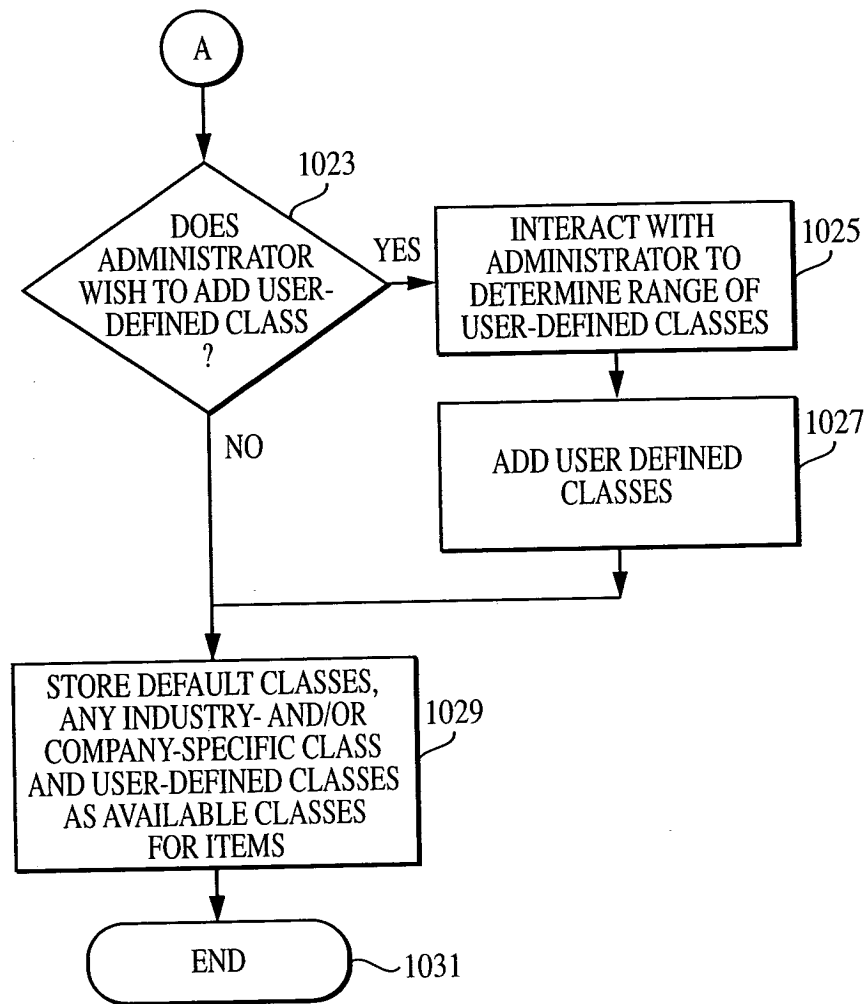 A
1023
DOES
ADMINISTRATOR
WISH TO ADD USER-
DEFINED CLASS
?
YES
INTERACT WITH
ADMINISTRATOR TO
DETERMINE RANGE OF
USER-DEFINED CLASSES
1025
NO
ADD USER DEFINED
CLASSES
1027
STORE DEFAULT CLASSES,
ANY INDUSTRY- AND/OR
COMPANY-SPECIFIC CLASS
AND USER-DEFINED CLASSES
AS AVAILABLE CLASSES
FOR ITEMS
1029
END
1031